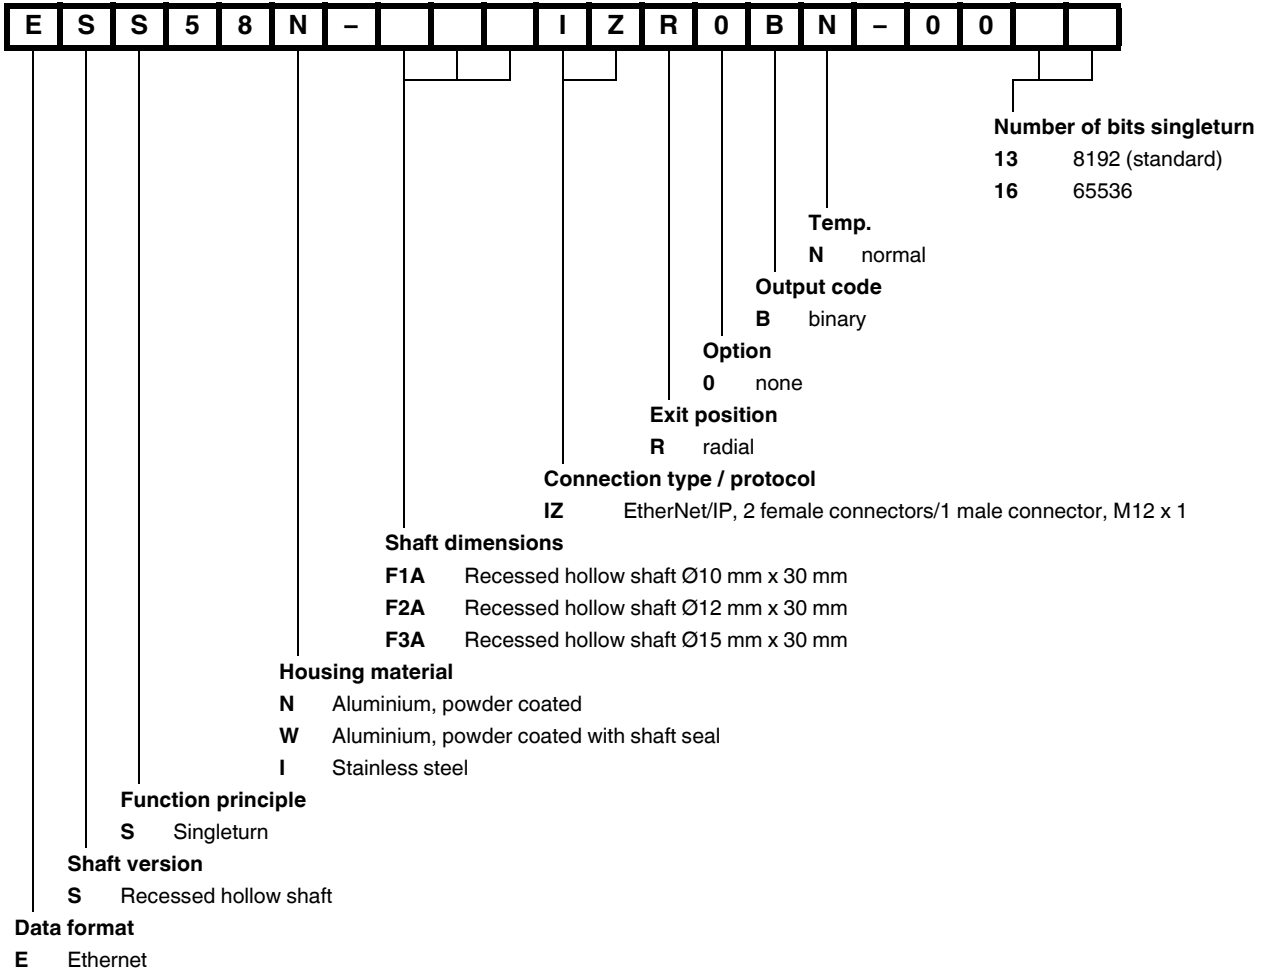 E S S 5 8 N – I Z R 0 B N – 0 0
Number of bits singleturn
13 8192 (standard)
16 65536
Temp.
N normal
Output code
B binary
Option
0 none
Exit position
R radial
Connection type / protocol
IZ EtherNet/IP, 2 female connectors/1 male connector, M12 x 1
Shaft dimensions
F1A Recessed hollow shaft Ø10 mm x 30 mm
F2A Recessed hollow shaft Ø12 mm x 30 mm
F3A Recessed hollow shaft Ø15 mm x 30 mm
Housing material
N Aluminium, powder coated
W Aluminium, powder coated with shaft seal
I Stainless steel
Function principle
S Singleturn
Shaft version
S Recessed hollow shaft
Data format
E Ethernet